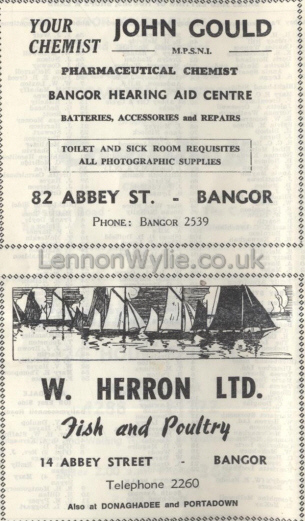 YOUR JOHN GOULD
CHEMIST M.P.S.N.I.
PHARMACEUTICAL CHEMIST
BANGOR HEARING AID CENTRE
BATTERIES, ACCESSORIES and REPAIRS
TOILET AND SICK ROOM REQUISITES
ALL PHOTOGRAPHIC SUPPLIES
82 ABBEY ST. - BANGOR
PHONE: BANGOR 2539
LennonWylie.co.uk
W. HERRON LTD.
Fish and Poultry
14 ABBEY STREET - BANGOR
Telephone 2260
Also at DONAGHADEE and PORTADOWN